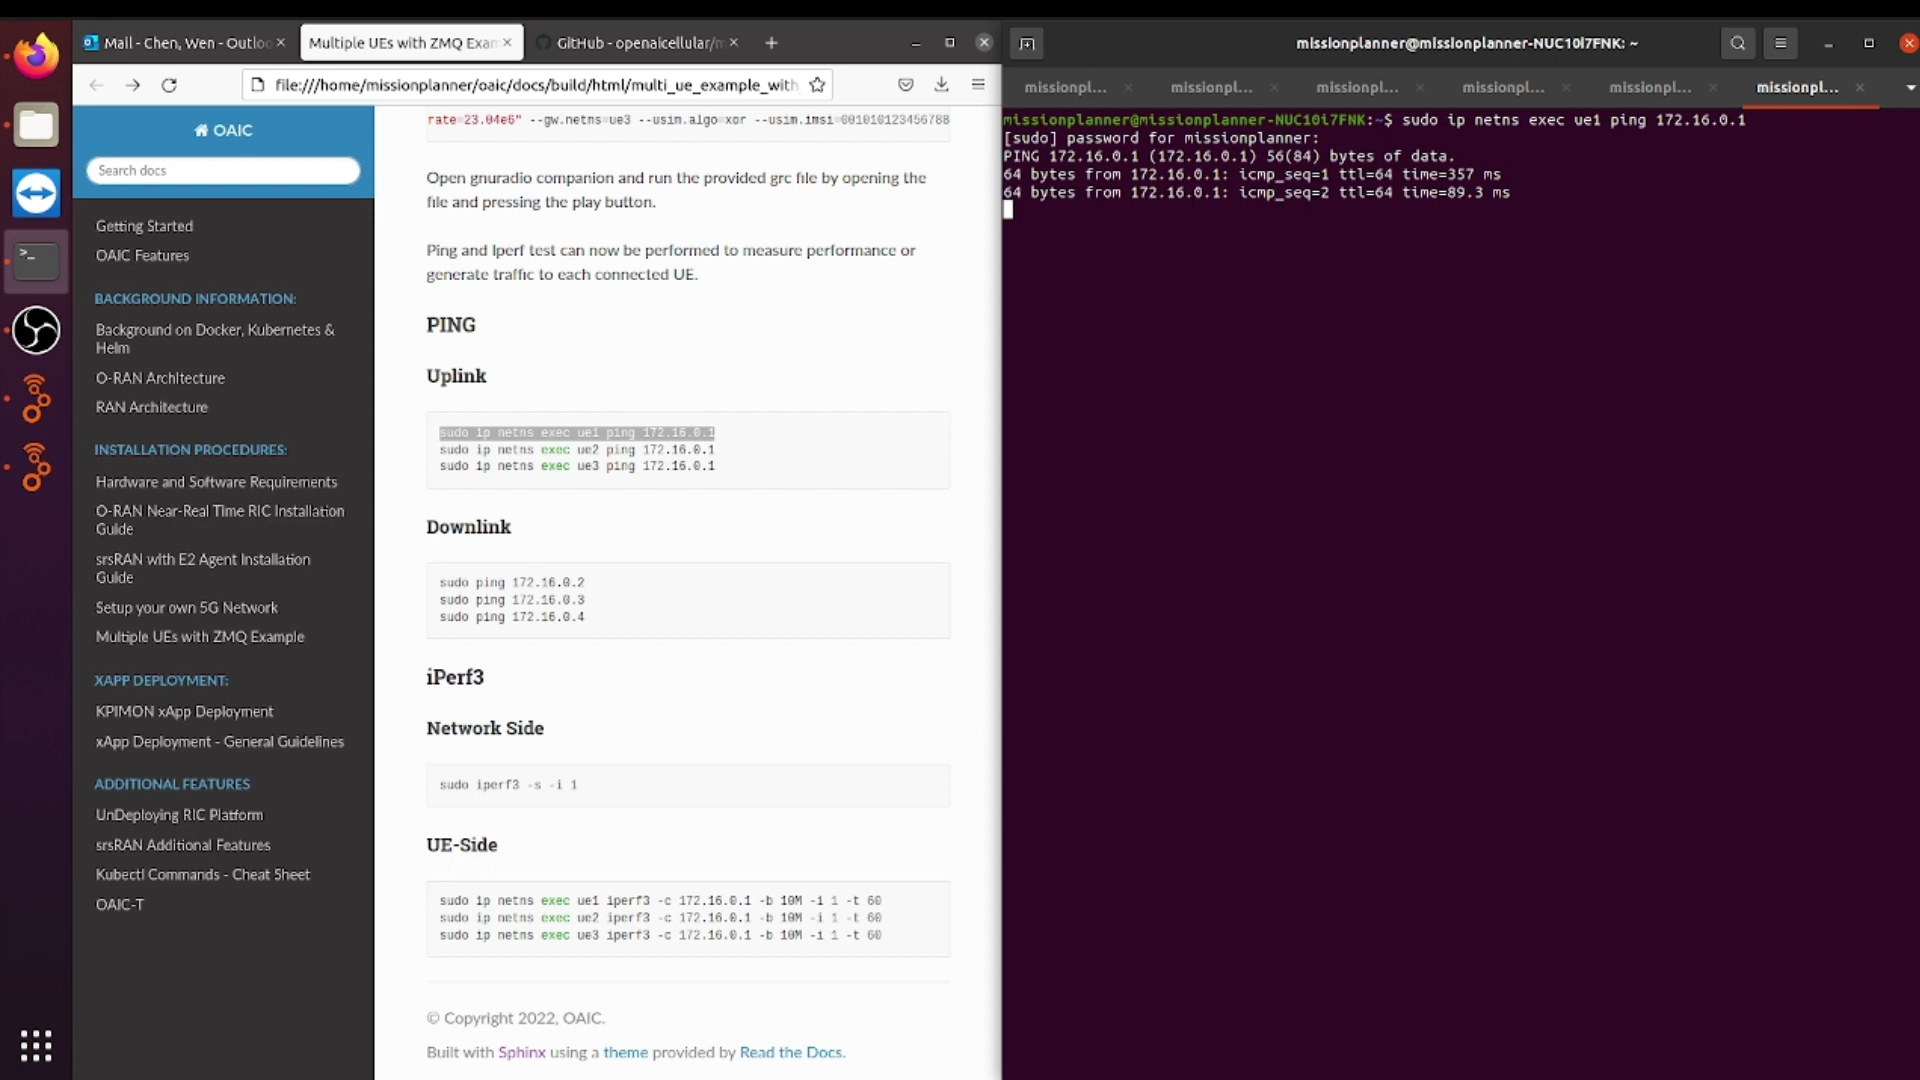 Mail - Chen, Wen - Outloo
Multiple UEs with ZMQ Exam
GitHub - openaicellular/m
file:///home/missionplanner/oaic/docs/build/html/multi_ue_example_with
OAIC
Search docs
Getting Started
OAIC Features
BACKGROUND INFORMATION:
Background on Docker, Kubernetes &
Helm
O-RAN Architecture
RAN Architecture
INSTALLATION PROCEDURES:
Hardware and Software Requirements
O-RAN Near-Real Time RIC Installation
Guide
srsRAN with E2 Agent Installation
Guide
Setup your own 5G Network
Multiple UEs with ZMQ Example
XAPP DEPLOYMENT:
KPIMON xApp Deployment
xApp Deployment - General Guidelines
ADDITIONAL FEATURES
UnDeploying RIC Platform
srsRAN Additional Features
Kubectl Commands - Cheat Sheet
OAIC-T
rate=23.04e6" --gw.netns=ue3 --usim.algo=xor --usim.imsi=001010123456788
Open gnuradio companion and run the provided grc file by opening the
file and pressing the play button.
Ping and Iperf test can now be performed to measure performance or
generate traffic to each connected UE.
PING
Uplink
sudo ip netns exec ue1 ping 172.16.0.1
sudo ip netns exec ue2 ping 172.16.0.1
sudo ip netns exec ue3 ping 172.16.0.1
Downlink
sudo ping 172.16.0.2
sudo ping 172.16.0.3
sudo ping 172.16.0.4
iPerf3
Network Side
sudo iperf3 -s -i 1
UE-Side
sudo ip netns exec ue1 iperf3 -c 172.16.0.1 -b 10M -i 1 -t 60
sudo ip netns exec ue2 iperf3 -c 172.16.0.1 -b 10M -i 1 -t 60
sudo ip netns exec ue3 iperf3 -c 172.16.0.1 -b 10M -i 1 -t 60
© Copyright 2022, OAIC.
Built with Sphinx using a theme provided by Read the Docs.
missionplanner@missionplanner-NUC10i7FNK: ~
missionpl...
missionpl...
missionpl...
missionpl...
missionpl...
missionpl...
missionplanner@missionplanner-NUC10i7FNK:~$ sudo ip netns exec ue1 ping 172.16.0.1
[sudo] password for missionplanner:
PING 172.16.0.1 (172.16.0.1) 56(84) bytes of data.
64 bytes from 172.16.0.1: icmp_seq=1 ttl=64 time=357 ms
64 bytes from 172.16.0.1: icmp_seq=2 ttl=64 time=89.3 ms